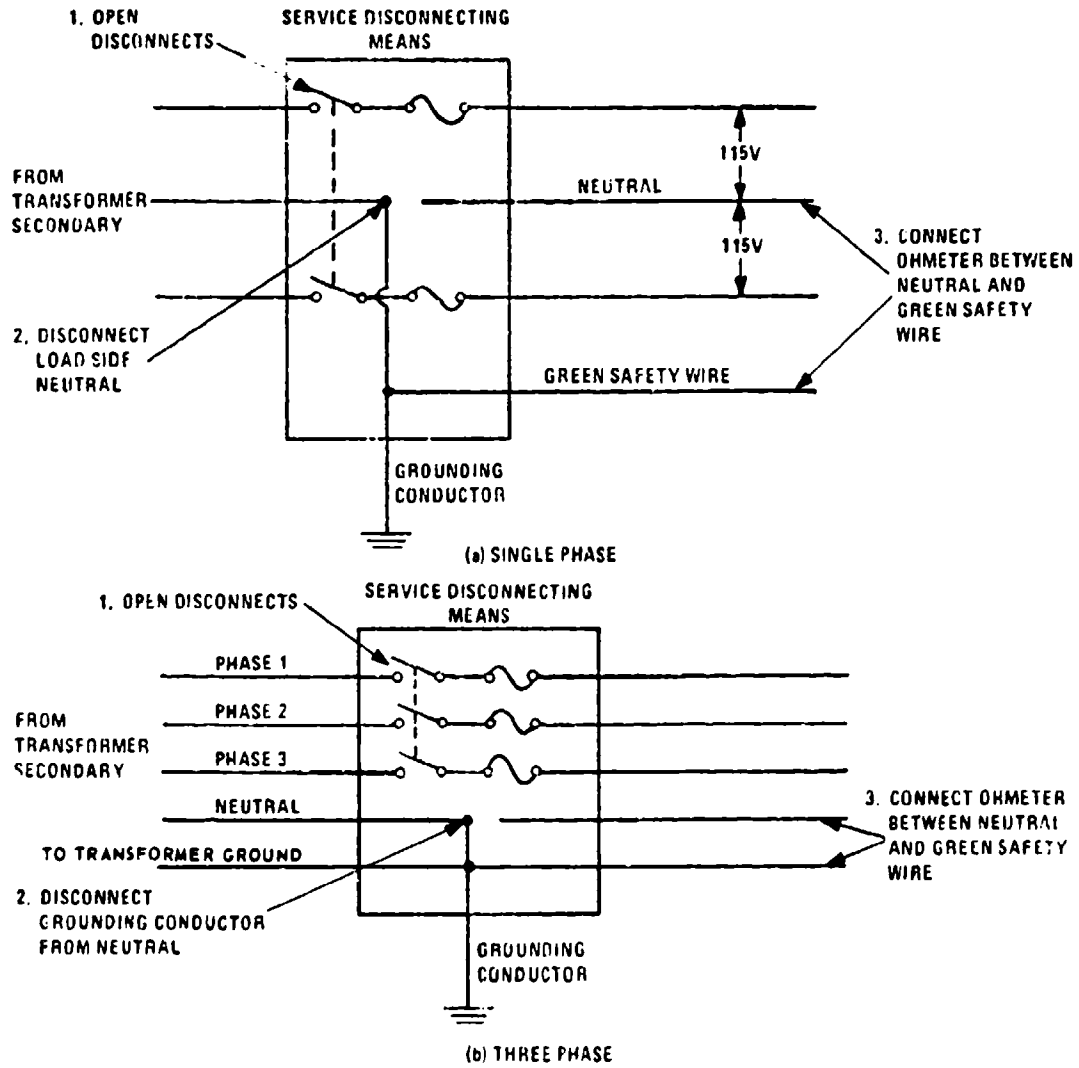 1. OPEN
DISCONNECTS
SERVICE DISCONNECTING
MEANS
FROM
TRANSFORMER
SECONDARY
115V
NEUTRAL
115V
3. CONNECT
OHMETER BETWEEN
NEUTRAL AND
GREEN SAFETY
WIRE
2. DISCONNECT
LOAD SIDE
NEUTRAL
GREEN SAFETY WIRE
GROUNDING
CONDUCTOR
(a) SINGLE PHASE
1. OPEN DISCONNECTS
SERVICE DISCONNECTING
MEANS
PHASE 1
PHASE 2
PHASE 3
FROM
TRANSFORMER
SECONDARY
NEUTRAL
TO TRANSFORMER GROUND
3. CONNECT OHMETER
BETWEEN NEUTRAL
AND GREEN SAFETY
WIRE
2. DISCONNECT
GROUNDING CONDUCTOR
FROM NEUTRAL
GROUNDING
CONDUCTOR
(b) THREE PHASE